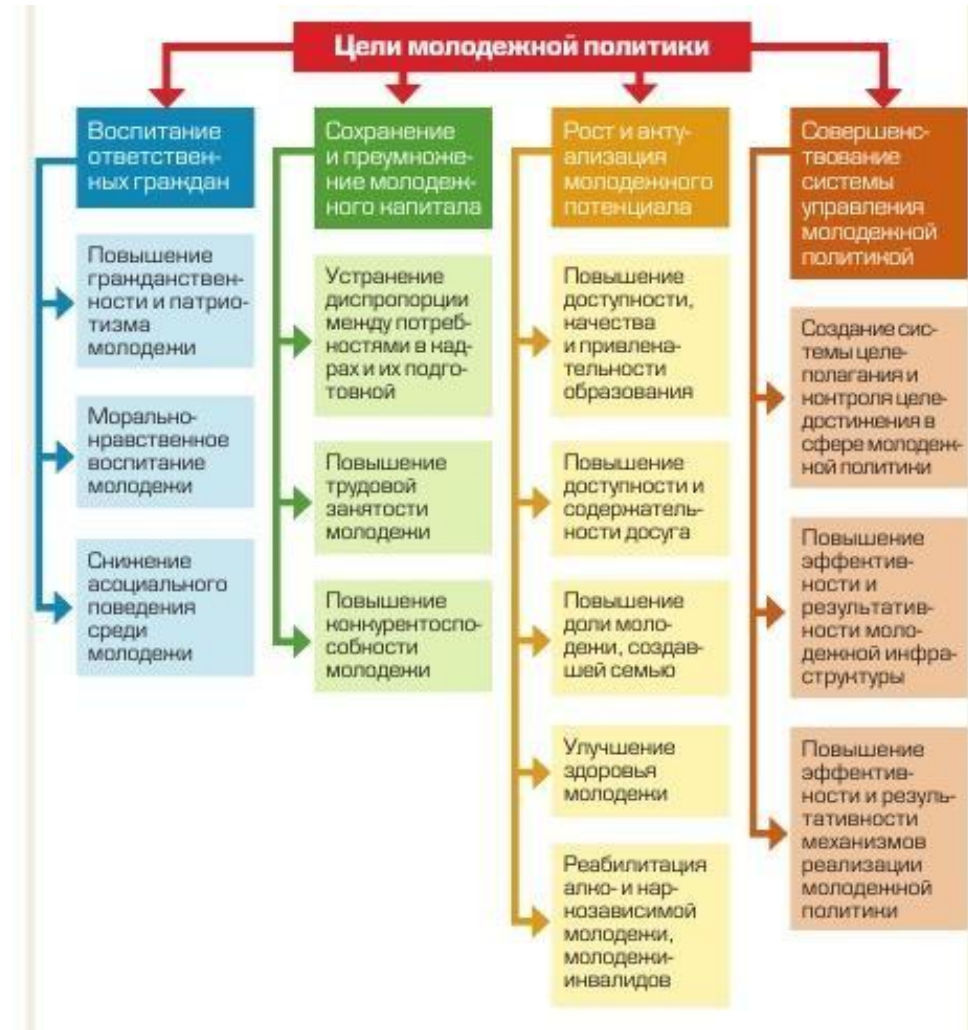 Цели молодежной политики
Воспитание
ответствен-
ных граждан
Повышение
гражданствен-
ности и патрио-
тизма
молодежи
Морально-
нравственное
воспитание
молодежи
Снижение
асоциального
поведения
среди
молодежи
Сохранение
и преумноже-
ние молодеж-
ного капитала
Устранение
диспропорции
между потреб-
ностями в кад-
рах и их подго-
товкой
Повышение
трудовой
занятости
молодежи
Повышение
конкурентоспо-
собности
молодежи
Рост и акту-
ализация
молодежного
потенциала
Повышение
доступности,
качества
и привлека-
тельности
образования
Повышение
доступности и
содержатель-
ности досуга
Повышение
доли моло-
дежи, создав-
шей семью
Улучшение
здоровья
молодежи
Реабилитация
алко- и нар-
козависимой
молодежи,
молодежи-
инвалидов
Совершенс-
твование
системы
управления
молодежной
политикой
Создание сис-
темы целе-
полагания и
контроля целе-
достижения в
сфере молодеж-
ной политики
Повышение
эффектив-
ности и
результатив-
ности моло-
дежной инфра-
структуры
Повышение
эффектив-
ности и резуль-
тативности
механизмов
реализации
молодежной
политики